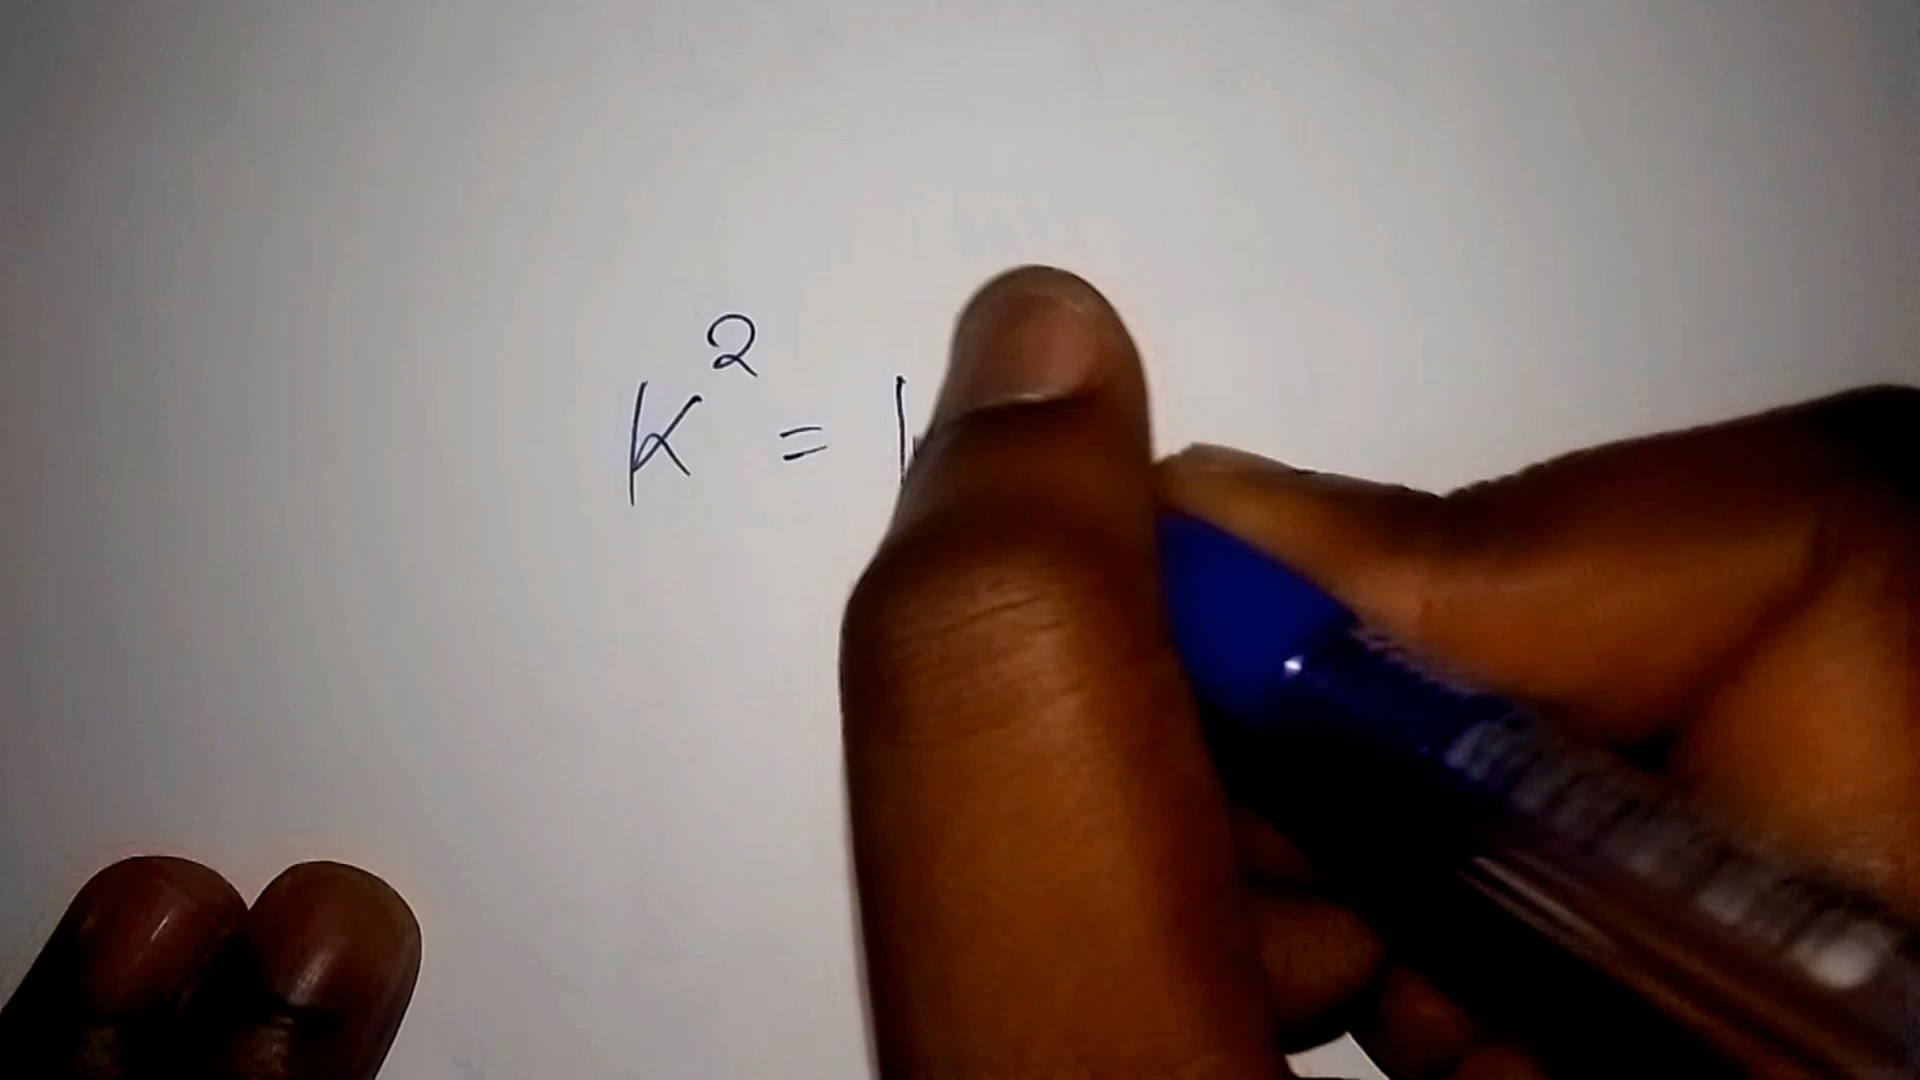 K² =